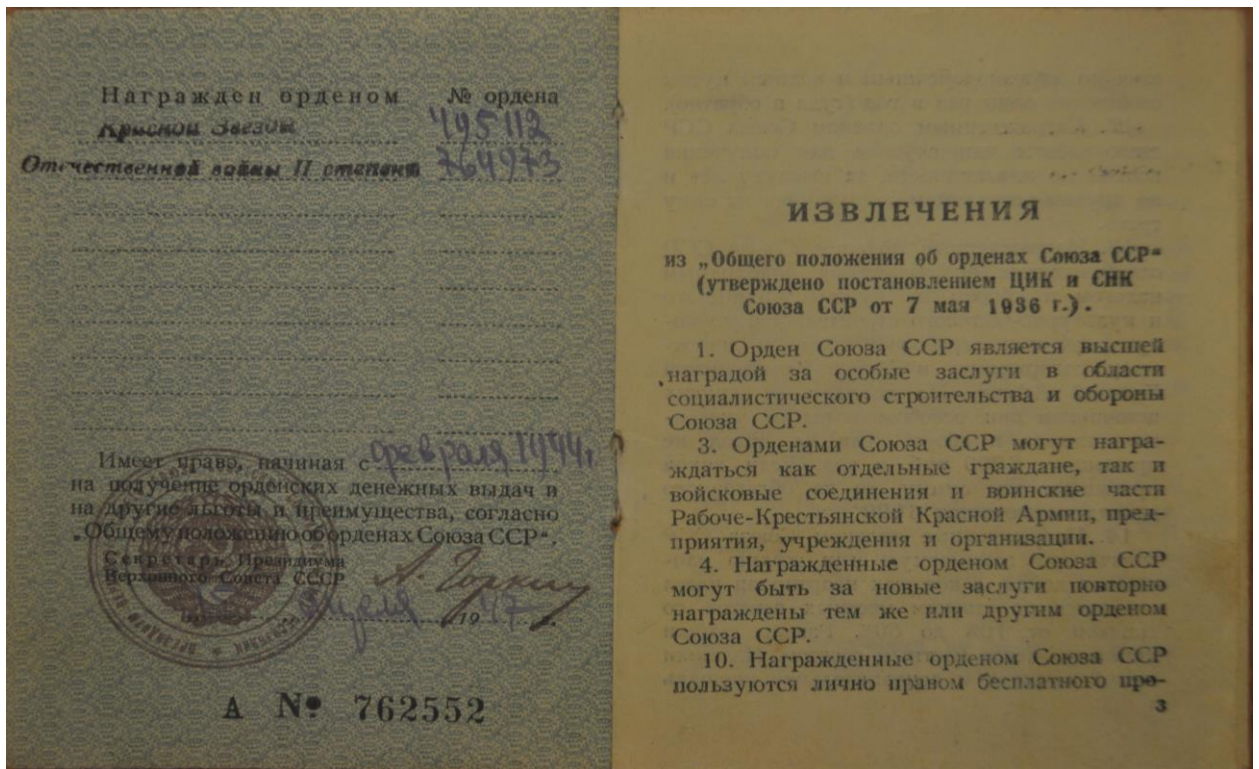 Награжден орденом № ордена
Красной Звезды 495112
Отечественной войны II степени 764973
Имеет право, начиная с февраля 1944г.
на получение орденских денежных выдач и
на другие льготы и преимущества, согласно
„Общему положению об орденах Союза ССР“.
Секретарь Президиума
Верховного Совета СССР А. Горкин
апреля 1947
А № 762552
ИЗВЛЕЧЕНИЯ
из „Общего положения об орденах Союза ССР“
(утверждено постановлением ЦИК и СНК
Союза ССР от 7 мая 1936 г.).
1. Орден Союза ССР является высшей
наградой за особые заслуги в области
социалистического строительства и обороны
Союза ССР.
3. Орденами Союза ССР могут награ-
ждаться как отдельные граждане, так и
войсковые соединения и воинские части
Рабоче-Крестьянской Красной Армии, пред-
приятия, учреждения и организации.
4. Награжденные орденом Союза ССР
могут быть за новые заслуги повторно
награждены тем же или другим орденом
Союза ССР.
10. Награжденные орденом Союза ССР
пользуются лично правом бесплатного про-
3